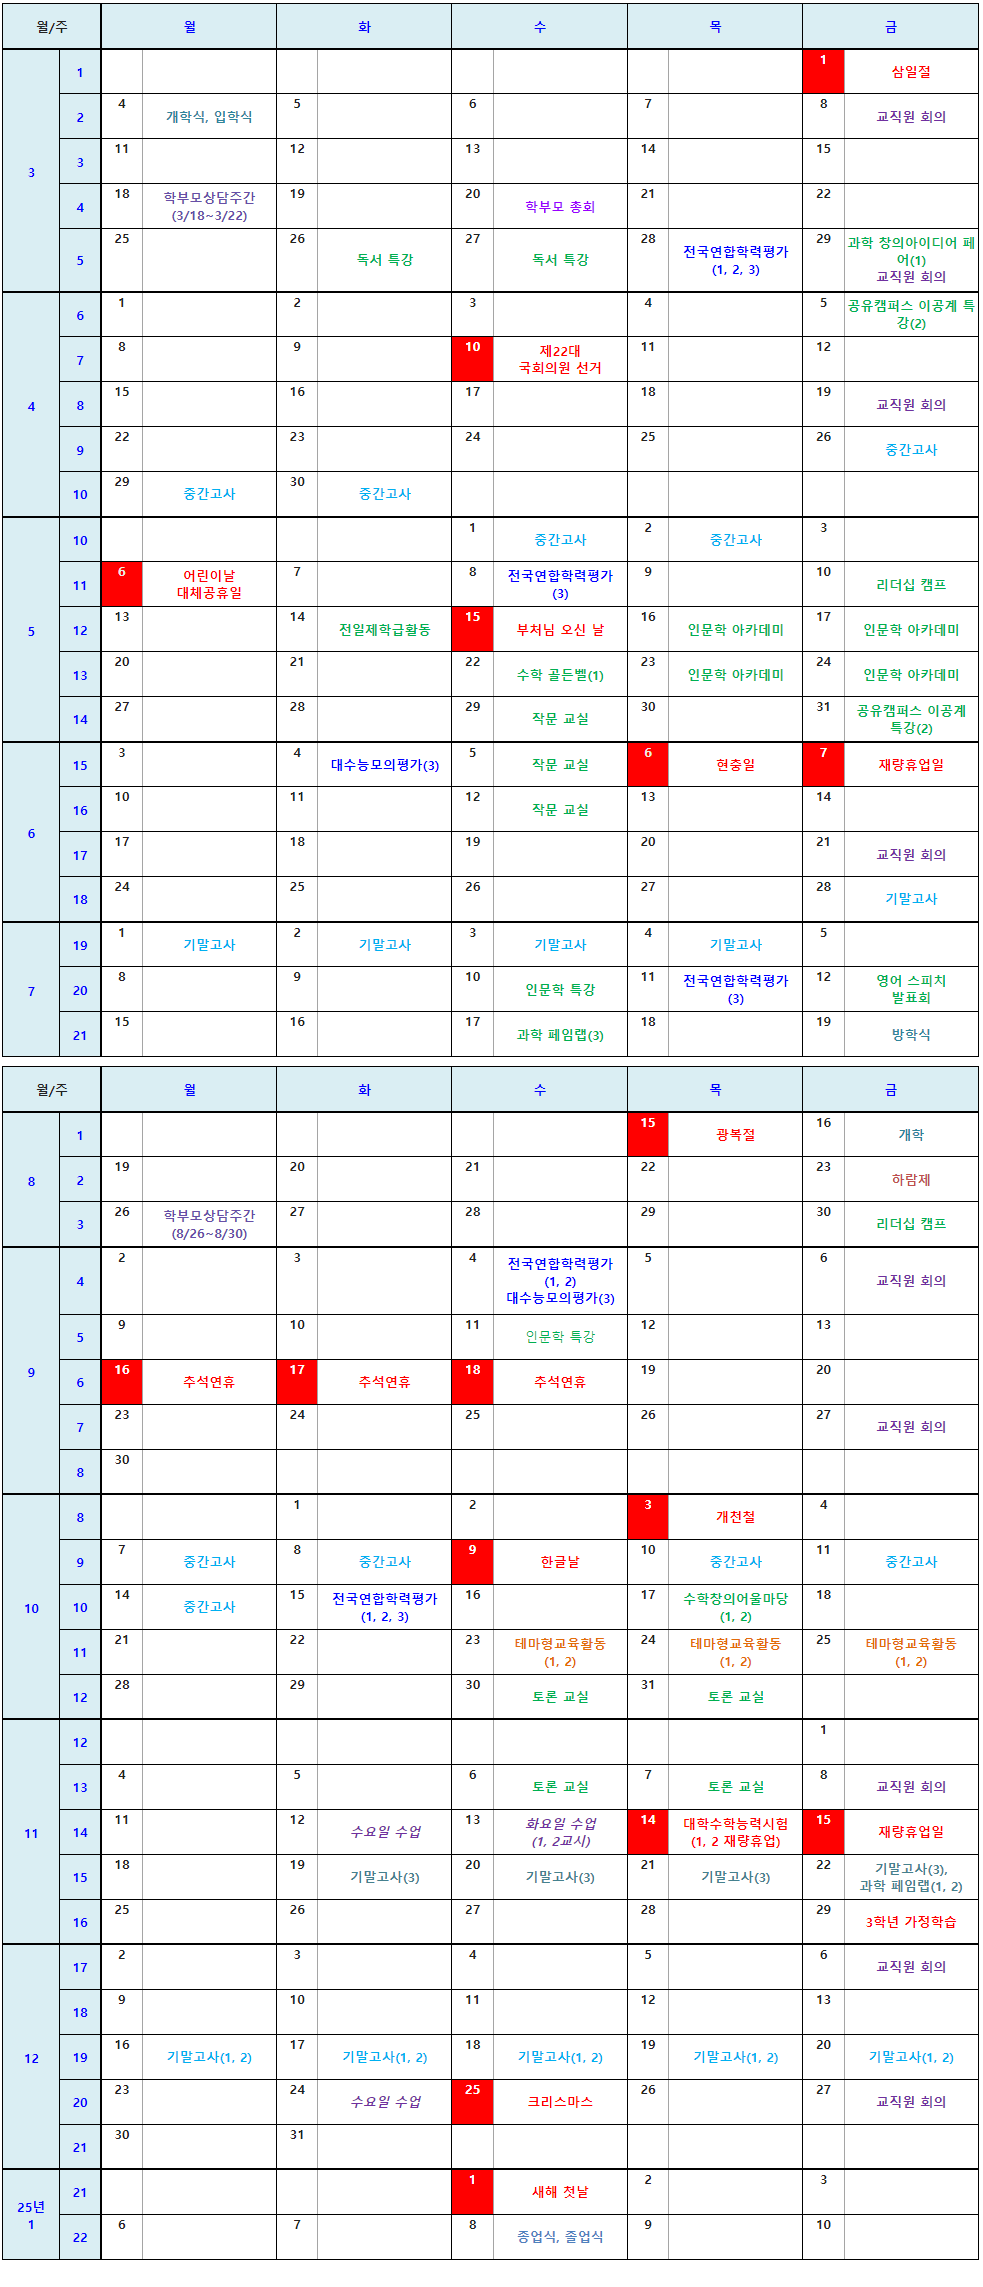 월/주 월 화 수 목 금
3
1 1 삼일절
2 4 개학식, 입학식 5 6 7 8 교직원 회의
3 11 12 13 14 15
4 18 학부모상담주간 19 20 학부모 총회 21 22
(3/18~3/22)
5 25 26 독서 특강 27 독서 특강 28 전국연합학력평가 29 과학 창의아이디어 페
(1, 2, 3) 어(1)
교직원 회의
4
6 1 2 3 4 5 공유캠퍼스 이공계 특
강(2)
7 8 9 10 제22대 11 12
국회의원 선거
8 15 16 17 18 19 교직원 회의
9 22 23 24 25 26 중간고사
10 29 중간고사 30 중간고사
5
10 1 중간고사 2 중간고사 3
11 6 어린이날 7 8 전국연합학력평가 9 10 리더십 캠프
대체공휴일 (3)
12 13 14 전일제학급활동 15 부처님 오신 날 16 인문학 아카데미 17 인문학 아카데미
13 20 21 22 수학 골든벨(1) 23 인문학 아카데미 24 인문학 아카데미
14 27 28 29 작문 교실 30 31 공유캠퍼스 이공계
특강(2)
6
15 3 4 대수능모의평가(3) 5 작문 교실 6 현충일 7 재량휴업일
16 10 11 12 작문 교실 13 14
17 17 18 19 20 21 교직원 회의
18 24 25 26 27 28 기말고사
7
19 1 기말고사 2 기말고사 3 기말고사 4 기말고사 5
20 8 9 10 인문학 특강 11 전국연합학력평가 12 영어 스피치
(3) 발표회
21 15 16 17 과학 페임랩(3) 18 19 방학식
월/주 월 화 수 목 금
8
1 15 광복절 16 개학
2 19 20 21 22 23 하람제
3 26 학부모상담주간 27 28 29 30 리더십 캠프
(8/26~8/30)
9
4 2 3 4 전국연합학력평가 5 6 교직원 회의
(1, 2)
대수능모의평가(3)
5 9 10 11 인문학 특강 12 13
6 16 추석연휴 17 추석연휴 18 추석연휴 19 20
7 23 24 25 26 27 교직원 회의
8 30
10
8 1 2 3 개천철 4
9 7 중간고사 8 중간고사 9 한글날 10 중간고사 11 중간고사
10 14 중간고사 15 전국연합학력평가 16 17 수학창의어울마당 18
(1, 2, 3) (1, 2)
11 21 22 23 테마형교육활동 24 테마형교육활동 25 테마형교육활동
(1, 2) (1, 2) (1, 2)
12 28 29 30 토론 교실 31 토론 교실
11
12 1
13 4 5 6 토론 교실 7 토론 교실 8 교직원 회의
14 11 12 수요일 수업 13 화요일 수업 14 대학수학능력시험 15 재량휴업일
(1, 2교시) (1, 2 재량휴업)
15 18 19 기말고사(3) 20 기말고사(3) 21 기말고사(3) 22 기말고사(3),
과학 페임랩(1, 2)
16 25 26 27 28 29 3학년 가정학습
12
17 2 3 4 5 6 교직원 회의
18 9 10 11 12 13
19 16 기말고사(1, 2) 17 기말고사(1, 2) 18 기말고사(1, 2) 19 기말고사(1, 2) 20 기말고사(1, 2)
20 23 24 수요일 수업 25 크리스마스 26 27 교직원 회의
21 30 31
25년
1
21 1 새해 첫날 2 3
22 6 7 8 종업식, 졸업식 9 10